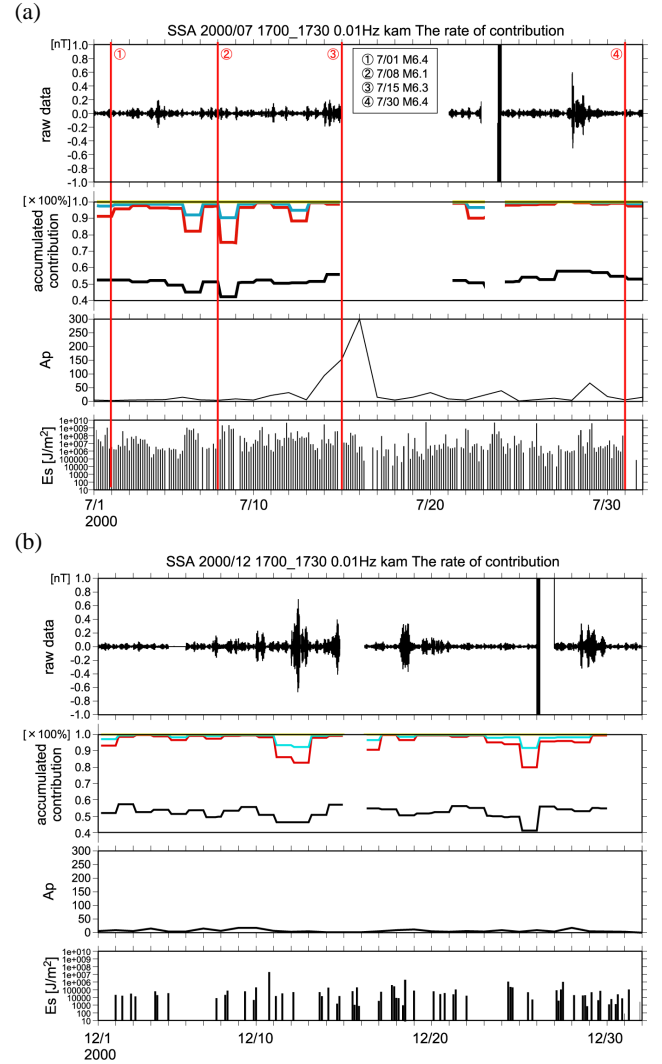 (a)
SSA 2000/07 1700_1730 0.01Hz kam The rate of contribution
[nT]
1.0
0.8
0.6
0.4
0.2
0.0
-0.2
-0.4
-0.6
-0.8
-1.0
raw data
① ② ③ ④
① 7/01 M6.4
② 7/08 M6.1
③ 7/15 M6.3
④ 7/30 M6.4
[×100%]
1.0
0.9
0.8
0.7
0.6
0.5
0.4
accumulated
contribution
300
250
200
150
100
50
0
Ap
1e+010
1e+009
1e+008
1e+007
1e+006
100000
10000
1000
100
10
Es [J/m²]
7/1 7/10 7/20 7/30
2000
(b)
SSA 2000/12 1700_1730 0.01Hz kam The rate of contribution
[nT]
1.0
0.8
0.6
0.4
0.2
0.0
-0.2
-0.4
-0.6
-0.8
-1.0
raw data
[×100%]
1.0
0.9
0.8
0.7
0.6
0.5
0.4
accumulated
contribution
300
250
200
150
100
50
0
Ap
1e+010
1e+009
1e+008
1e+007
1e+006
100000
10000
1000
100
10
Es [J/m²]
12/1 12/10 12/20 12/30
2000